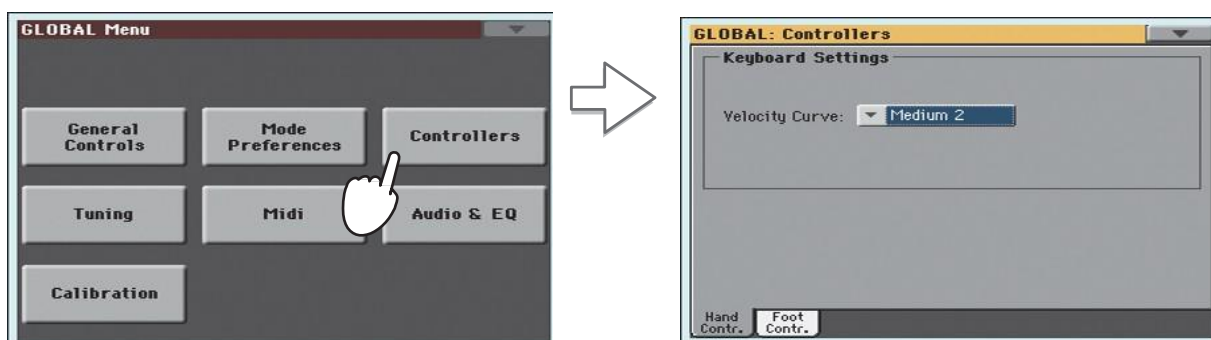 GLOBAL Menu
General
Controls
Mode
Preferences
Controllers
Tuning
Midi
Audio & EQ
Calibration
GLOBAL: Controllers
Keyboard Settings
Velocity Curve: Medium 2
Hand
Contr.
Foot
Contr.